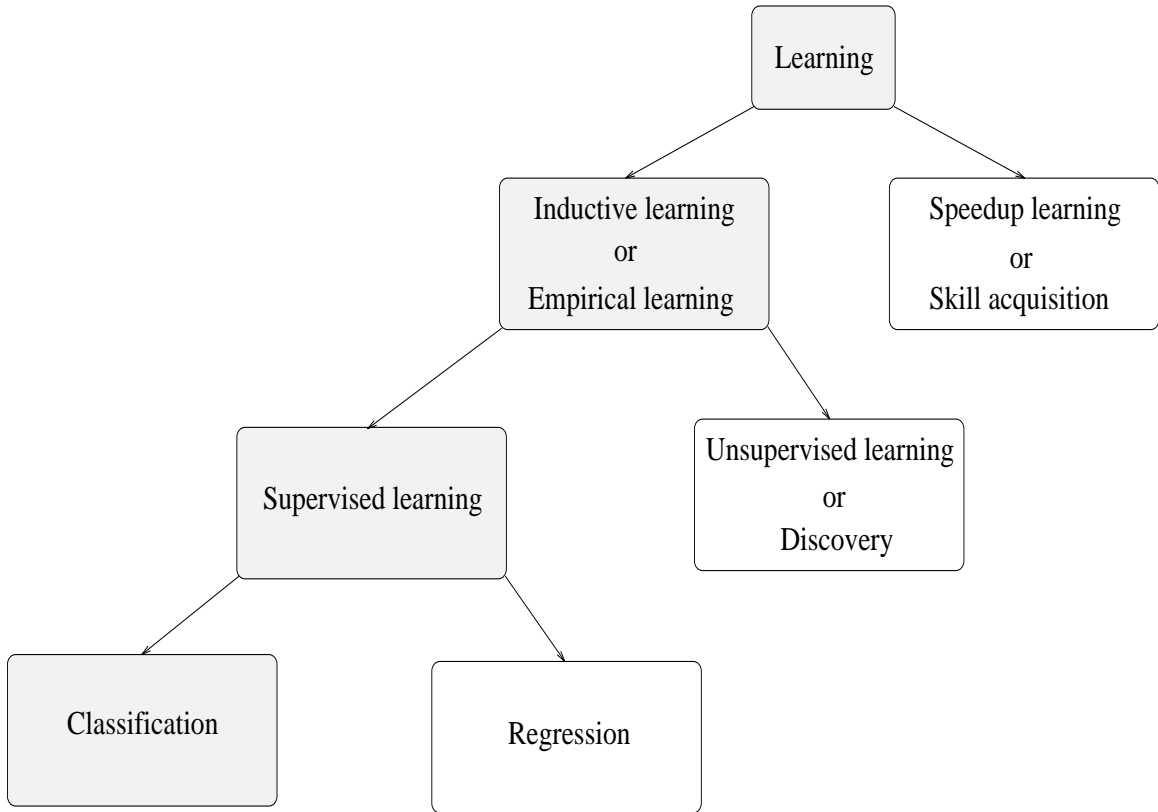 Learning
Inductive learning
or
Empirical learning
Speedup learning
or
Skill acquisition
Supervised learning
Unsupervised learning
or
Discovery
Classification
Regression